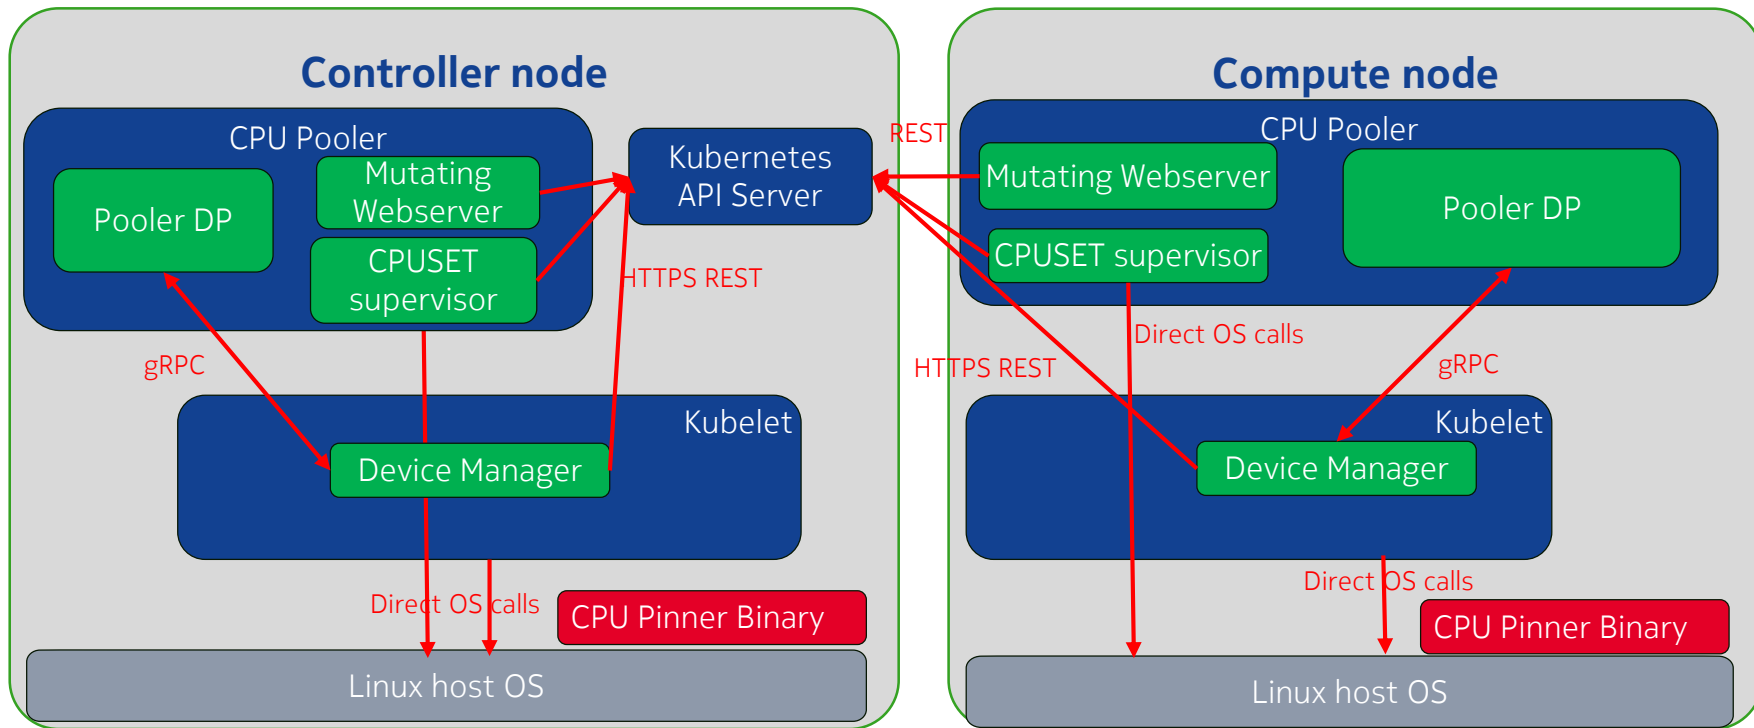 Controller node
CPU Pooler
Pooler DP
Mutating
Webserver
CPUSET
supervisor
Kubernetes
API Server
HTTPS REST
gRPC
Kubelet
Device Manager
Direct OS calls
CPU Pinner Binary
Linux host OS
REST
Compute node
CPU Pooler
Mutating Webserver
CPUSET supervisor
Pooler DP
Direct OS calls
HTTPS REST
gRPC
Kubelet
Device Manager
Direct OS calls
CPU Pinner Binary
Linux host OS